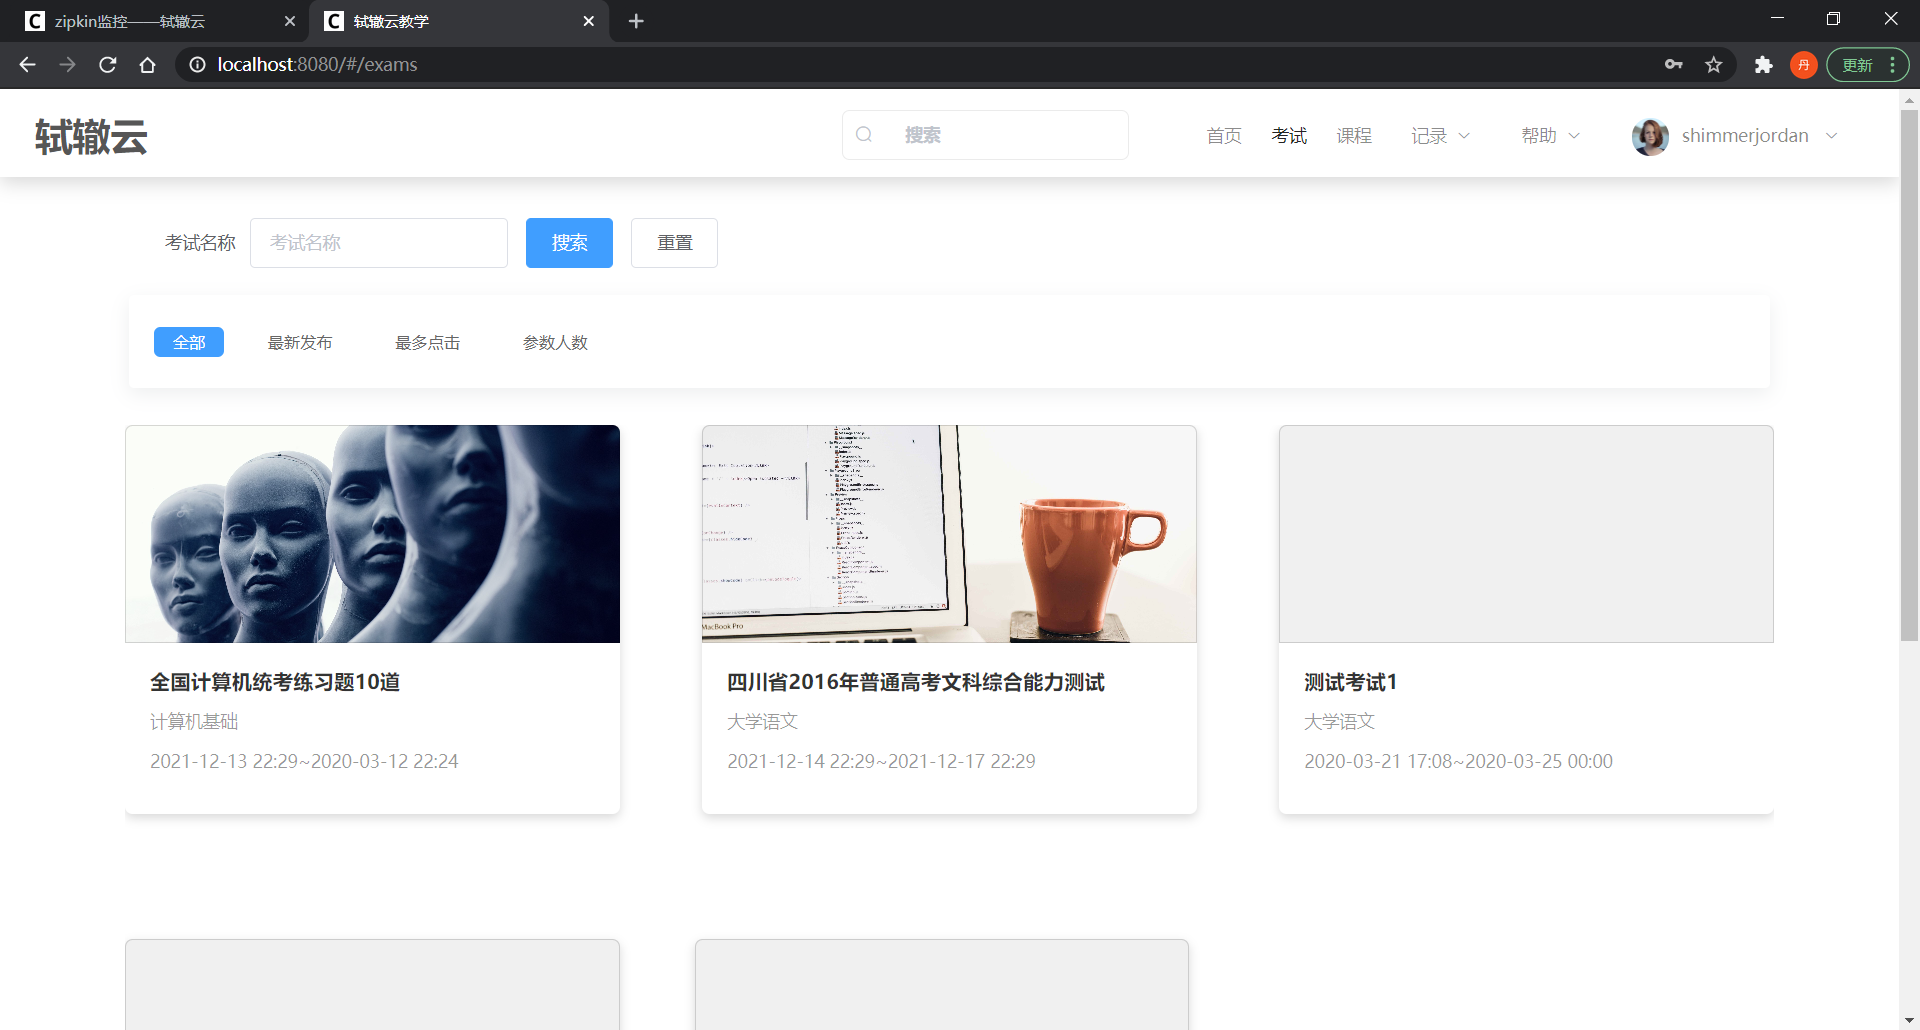 zipkin监控——轼辙云
轼辙云教学
localhost:8080/#/exams
丹
更新
轼辙云
搜索
首页
考试
课程
记录
帮助
shimmerjordan
考试名称
考试名称
搜索
重置
全部
最新发布
最多点击
参数人数
MacBook Pro
全国计算机统考练习题10道
计算机基础
2021-12-13 22:29~2020-03-12 22:24
四川省2016年普通高考文科综合能力测试
大学语文
2021-12-14 22:29~2021-12-17 22:29
测试考试1
大学语文
2020-03-21 17:08~2020-03-25 00:00